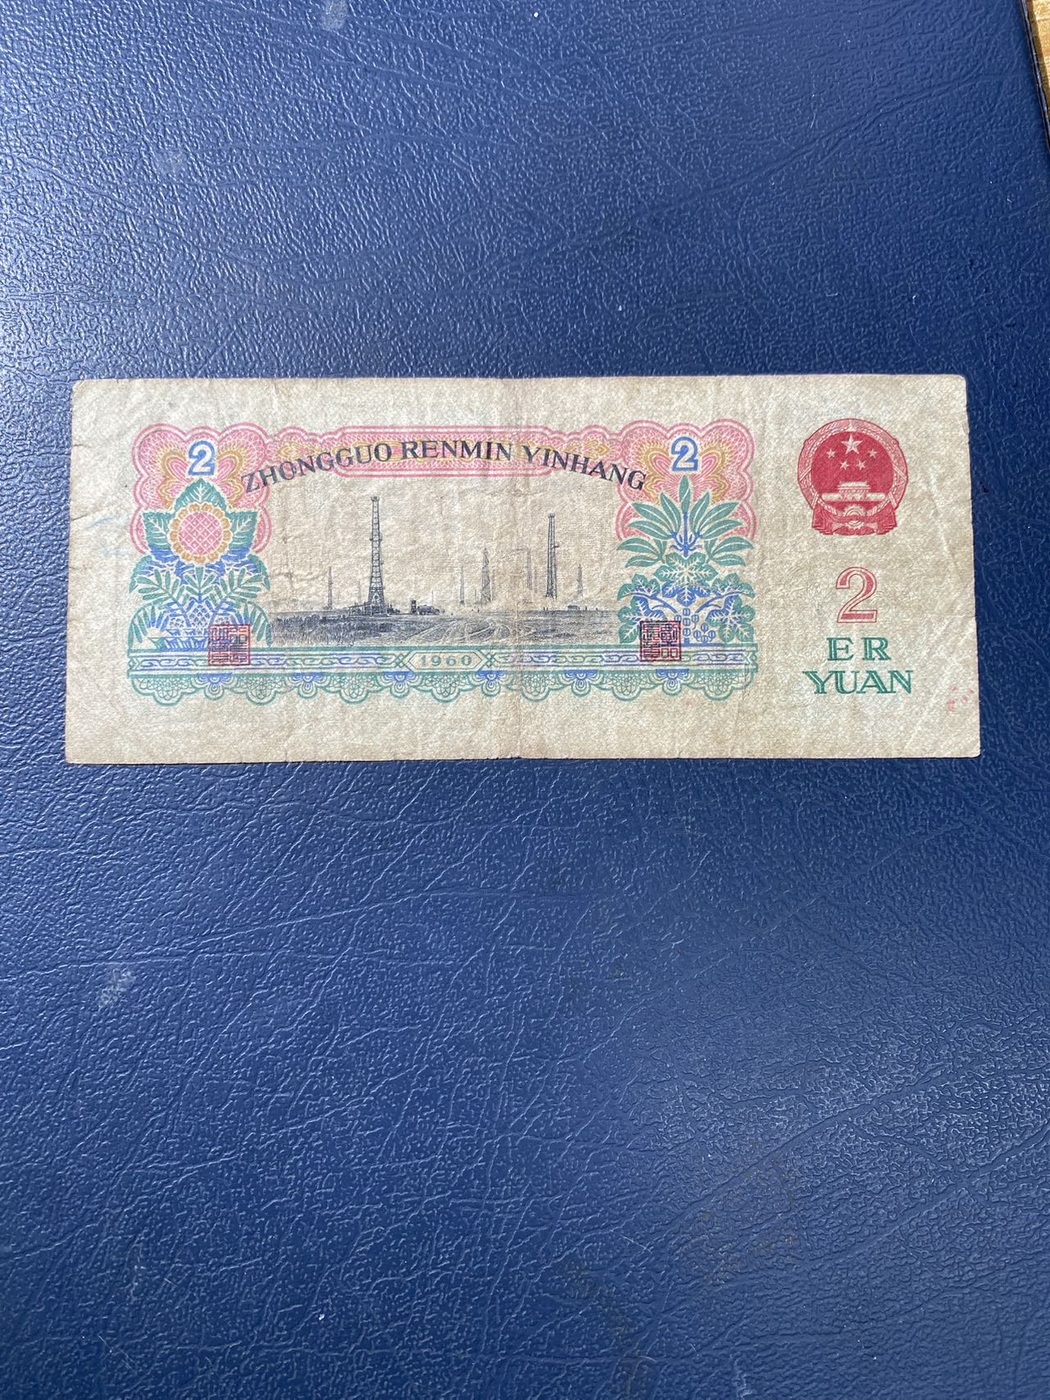 2
ZHONGGUO RENMIN YINHANG
2
1960
2
ER
YUAN